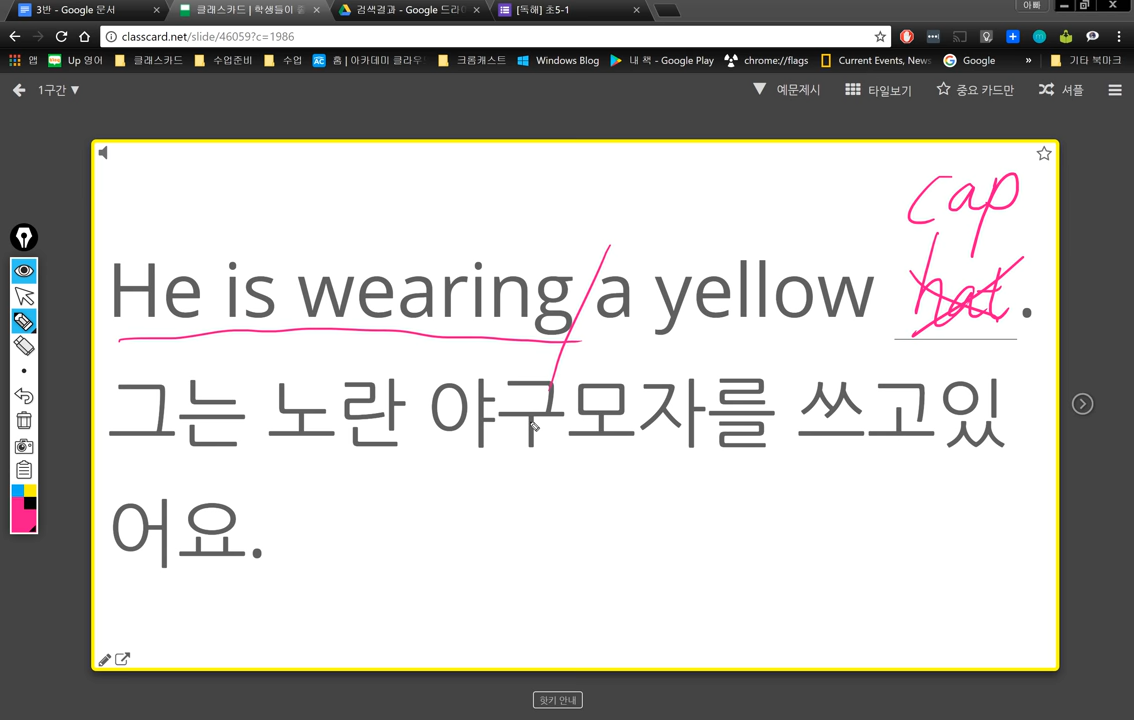 3반 - Google 문서
클래스카드 | 학생들이 좋
검색결과 - Google 드라
[독해] 초5-1
아빠
classcard.net/slide/46059?c=1986
앱 Up 영어 클래스카드 수업준비 수업 홈 | 아카데미 클라우 크롬캐스트 Windows Blog 내 책 - Google Play chrome://flags Current Events, News Google » 기타 북마크
1구간 ▼ ▼ 예문제시 타일보기 중요 카드만 셔플
cap
hat
He is wearing a yellow ____.
그는 노란 야구모자를 쓰고있
어요.
핫키 안내